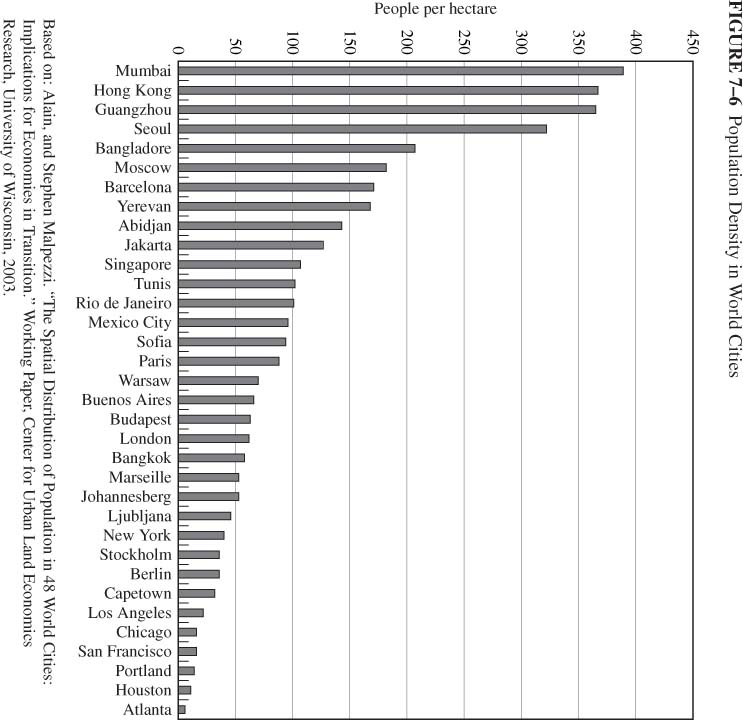 FIGURE 7–6 Population Density in World Cities
People per hectare
0 50 100 150 200 250 300 350 400 450
Mumbai
Hong Kong
Guangzhou
Seoul
Bangladore
Moscow
Barcelona
Yerevan
Abidjan
Jakarta
Singapore
Tunis
Rio de Janeiro
Mexico City
Sofia
Paris
Warsaw
Buenos Aires
Budapest
London
Bangkok
Marseille
Johannesberg
Ljubljana
New York
Stockholm
Berlin
Capetown
Los Angeles
Chicago
San Francisco
Portland
Houston
Atlanta
Based on: Alain, and Stephen Malpezzi. “The Spatial Distribution of Population in 48 World Cities:
Implications for Economies in Transition.” Working Paper, Center for Urban Land Economics
Research, University of Wisconsin, 2003.